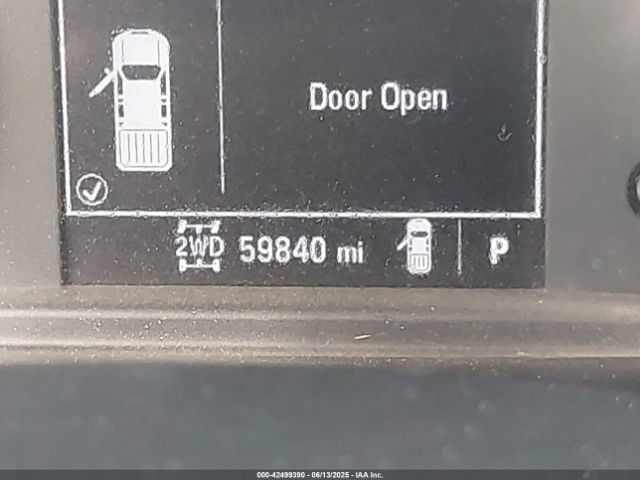 Door Open
2WD 59840 mi P
000-42499390 - 06/13/2025 - IAA Inc.